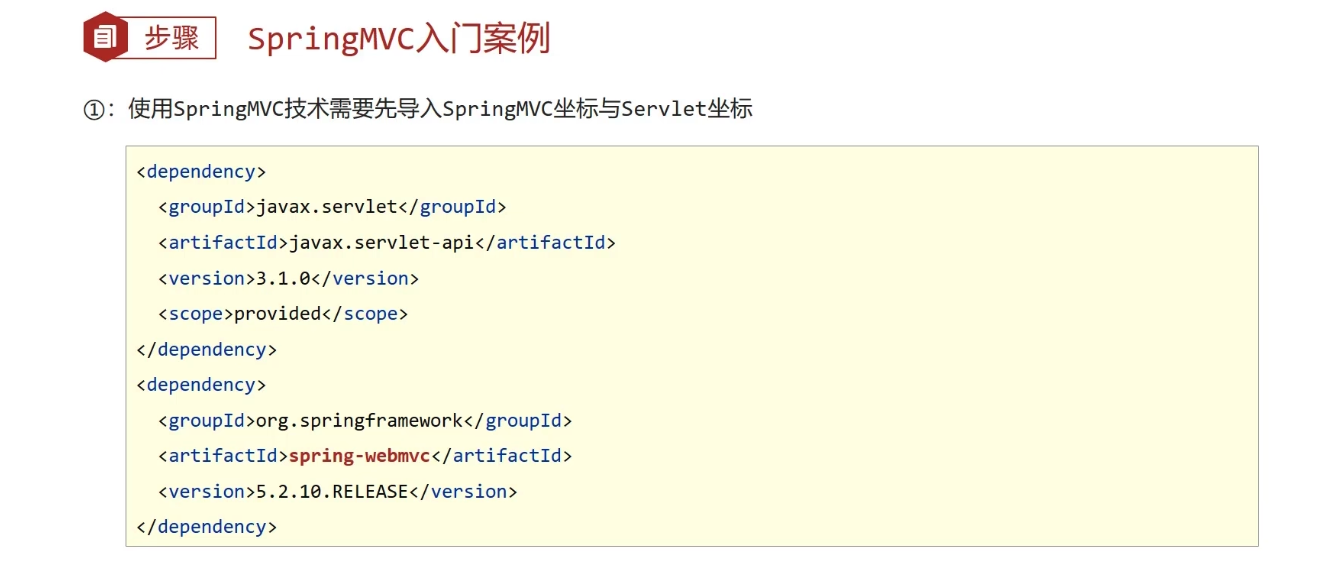 步骤 SpringMVC入门案例
①：使用SpringMVC技术需要先导入SpringMVC坐标与Servlet坐标
<dependency>
<groupId>javax.servlet</groupId>
<artifactId>javax.servlet-api</artifactId>
<version>3.1.0</version>
<scope>provided</scope>
</dependency>
<dependency>
<groupId>org.springframework</groupId>
<artifactId>spring-webmvc</artifactId>
<version>5.2.10.RELEASE</version>
</dependency>